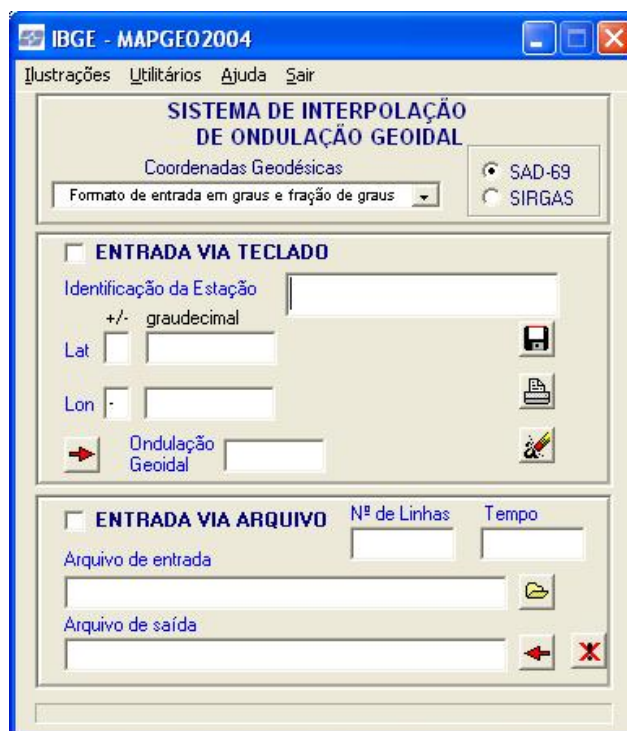 IBGE - MAPGEO2004
Ilustrações Utilitários Ajuda Sair
SISTEMA DE INTERPOLAÇÃO
DE ONDULAÇÃO GEOIDAL
Coordenadas Geodésicas
Formato de entrada em graus e fração de graus
SAD-69
SIRGAS
ENTRADA VIA TECLADO
Identificação da Estação
+/- graudecimal
Lat
Lon -
Ondulação
Geoidal
ENTRADA VIA ARQUIVO
Nº de Linhas
Tempo
Arquivo de entrada
Arquivo de saída